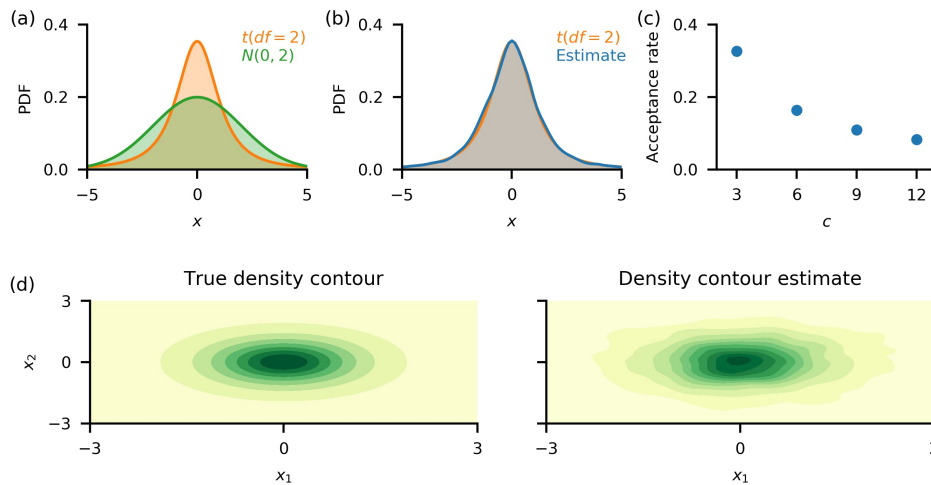 (a)
0.4
0.2
0.0
PDF
t(df = 2)
N(0, 2)
−5
0
5
x
(b)
0.4
0.2
0.0
PDF
t(df = 2)
Estimate
−5
0
5
x
(c)
0.4
0.2
0.0
Acceptance rate
3
6
9
12
c
(d)
True density contour
3
0
−3
x₂
−3
0
3
x₁
Density contour estimate
−3
0
x₁